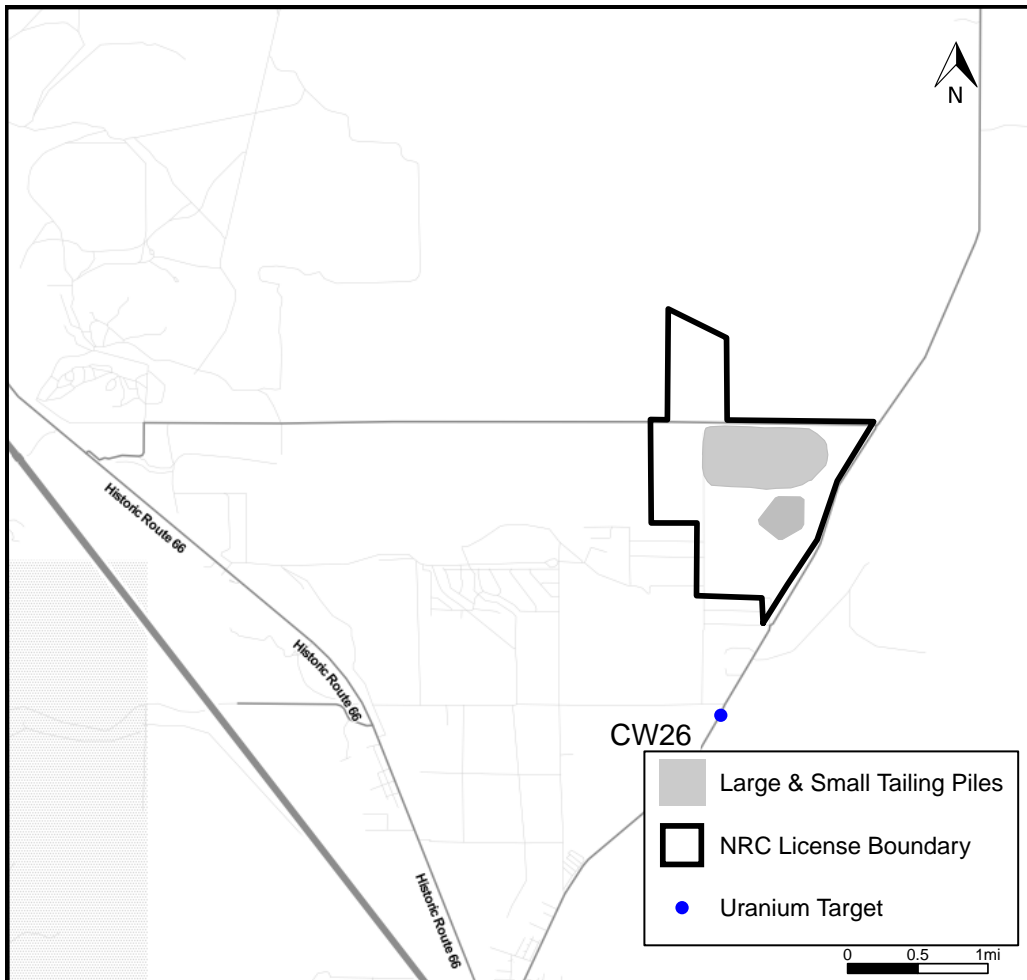 N
Historic Route 66
Historic Route 66
CW26
Large & Small Tailing Piles
NRC License Boundary
Uranium Target
Historic Route 66
0 0.5 1mi